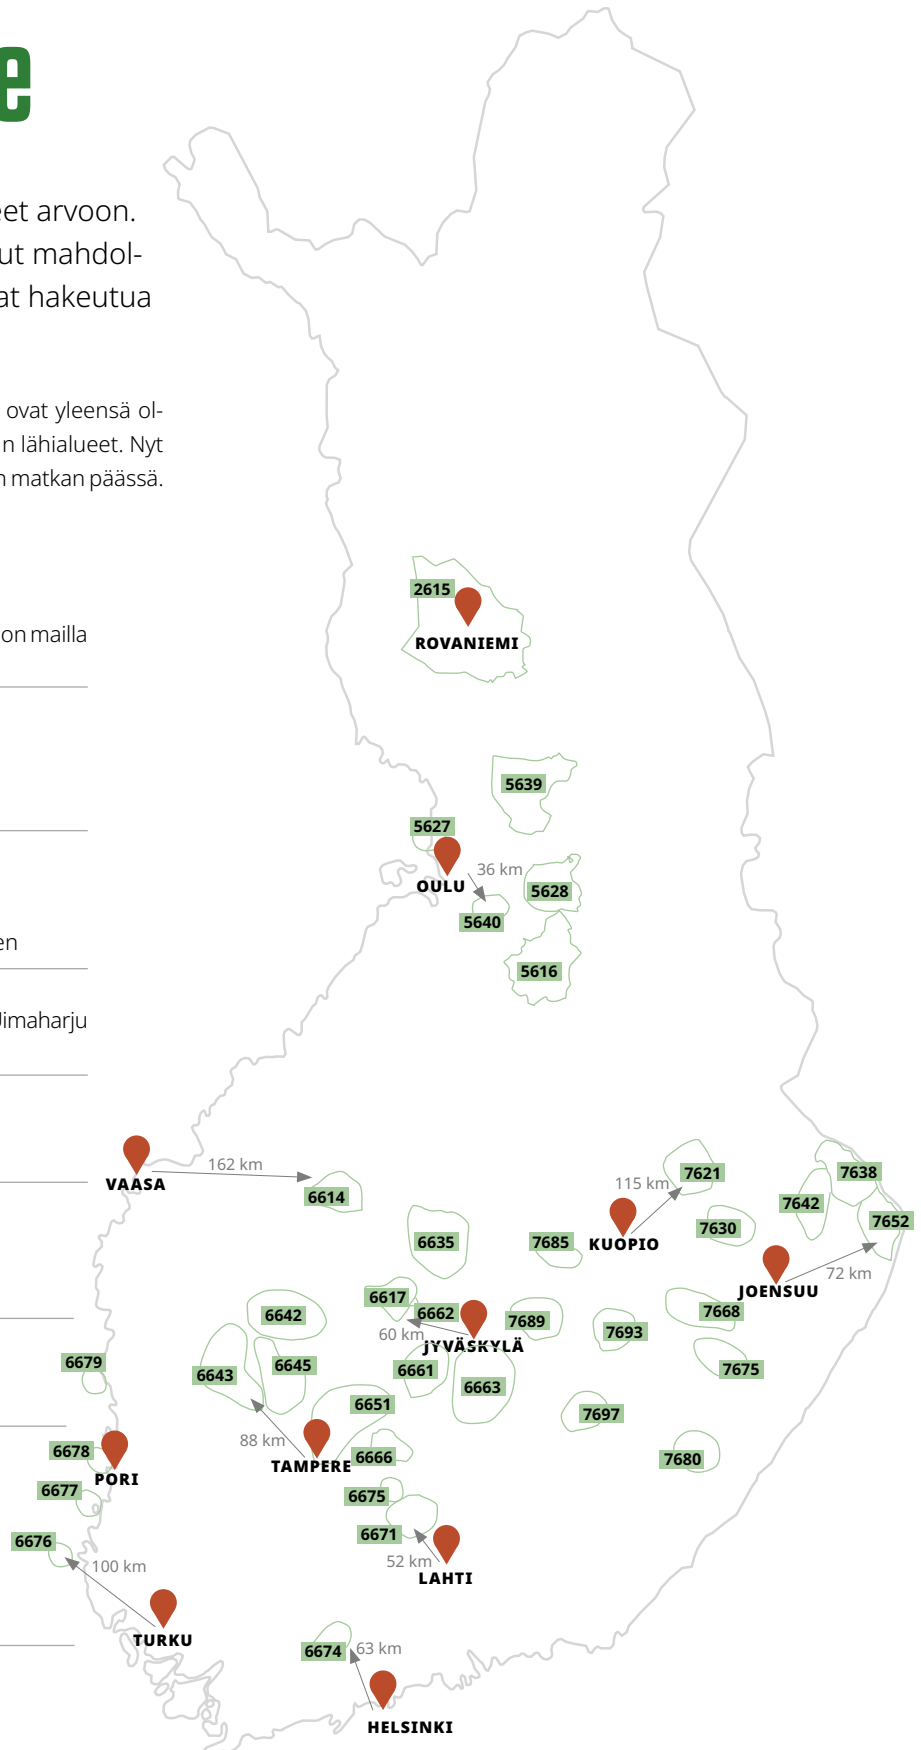 e
eet arvoon.
ut mahdol-
at hakeutua
ovat yleensä ol-
n lähialueet. Nyt
n matkan päässä.
on mailla
en
Uimaharju
2615
ROVANIEMI
5639
5627
OULU
36 km
5628
5640
5616
VAASA
162 km
6614
115 km
7621
7638
7642
7652
KUOPIO
7630
7685
6635
JOENSUU
72 km
6617
6662
7689
7668
6642
60 km
JYVÄSKYLÄ
7693
6679
6643
6645
6661
6663
7675
6651
7697
88 km
TAMPERE
6666
7680
6678
PORI
6677
6675
6671
6676
52 km
LAHTI
100 km
TURKU
6674
63 km
HELSINKI